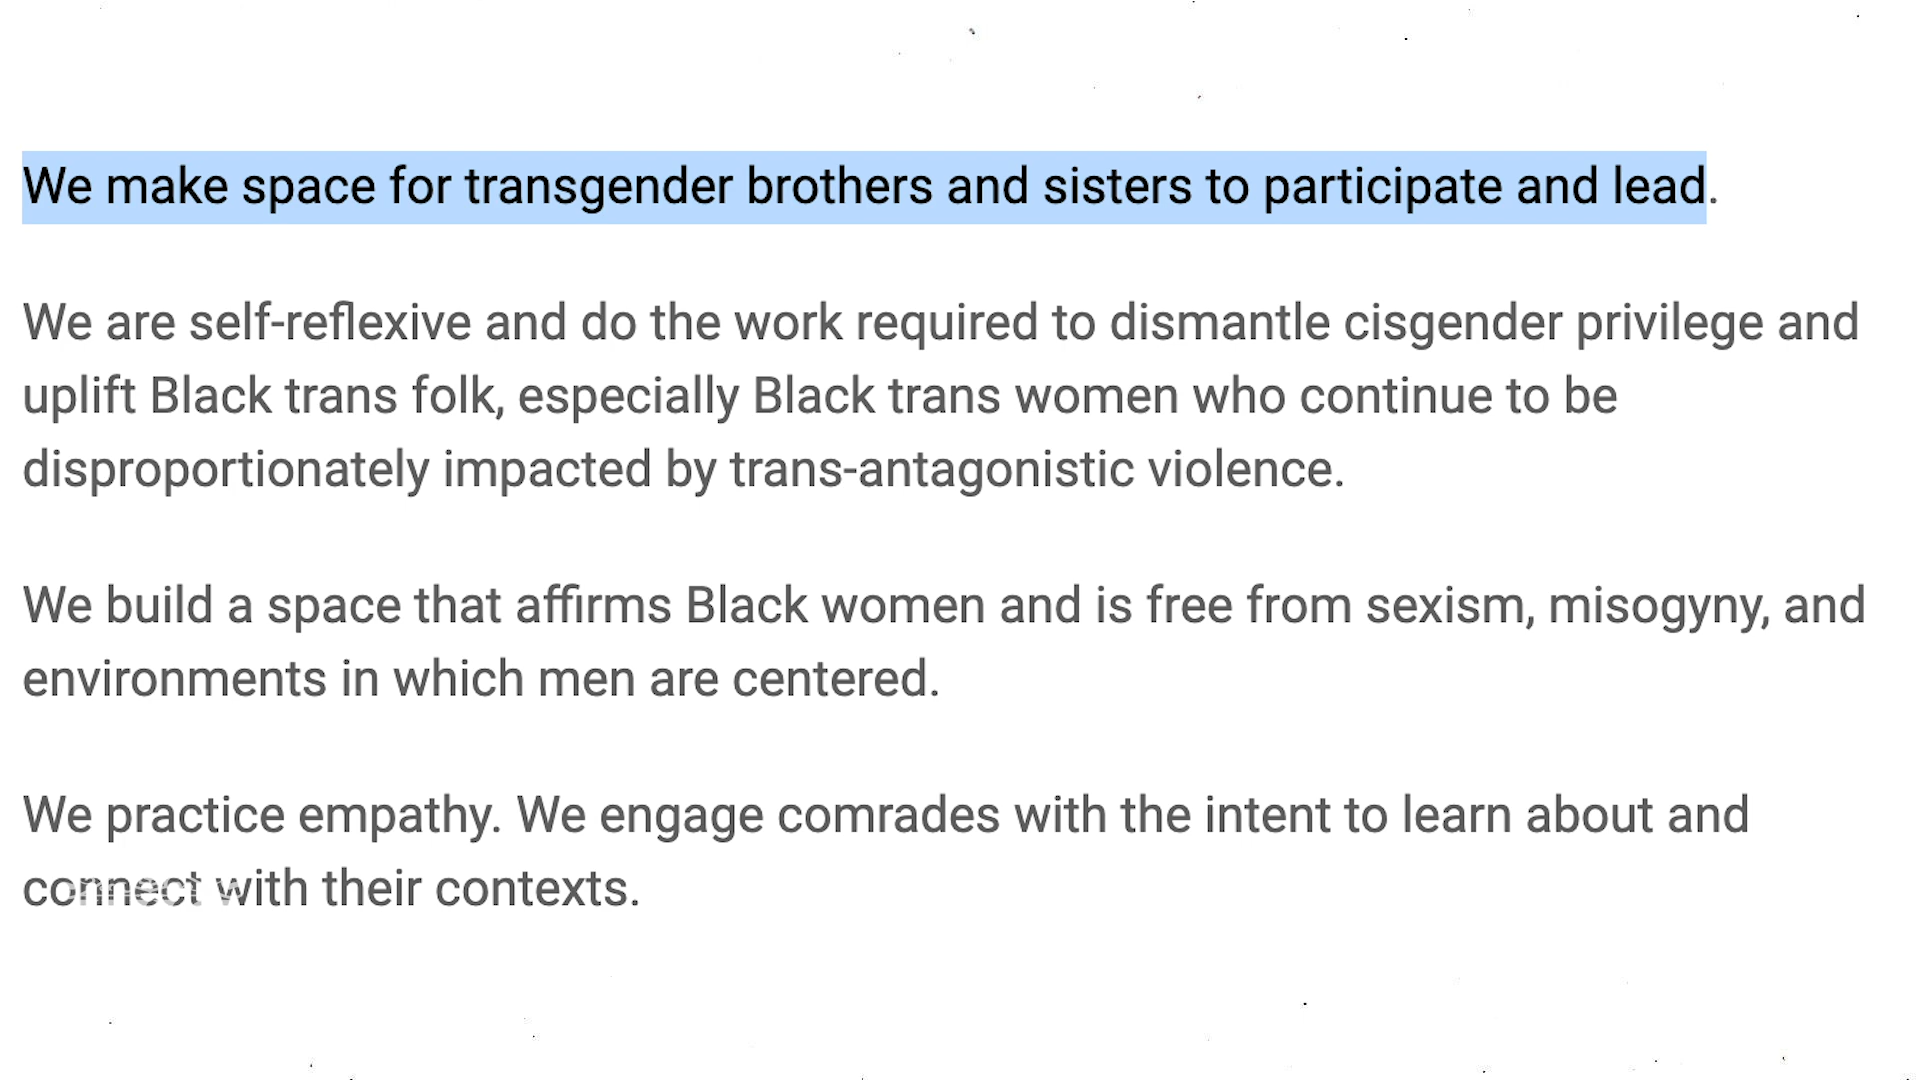 We make space for transgender brothers and sisters to participate and lead.
We are self-reflexive and do the work required to dismantle cisgender privilege and
uplift Black trans folk, especially Black trans women who continue to be
disproportionately impacted by trans-antagonistic violence.
We build a space that affirms Black women and is free from sexism, misogyny, and
environments in which men are centered.
We practice empathy. We engage comrades with the intent to learn about and
connect with their contexts.